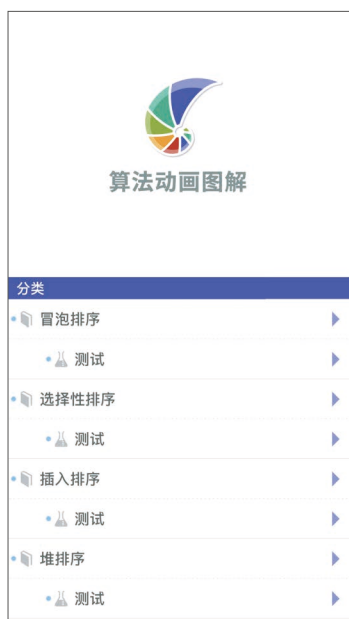 算法动画图解
分类
冒泡排序
测试
选择性排序
测试
插入排序
测试
堆排序
测试